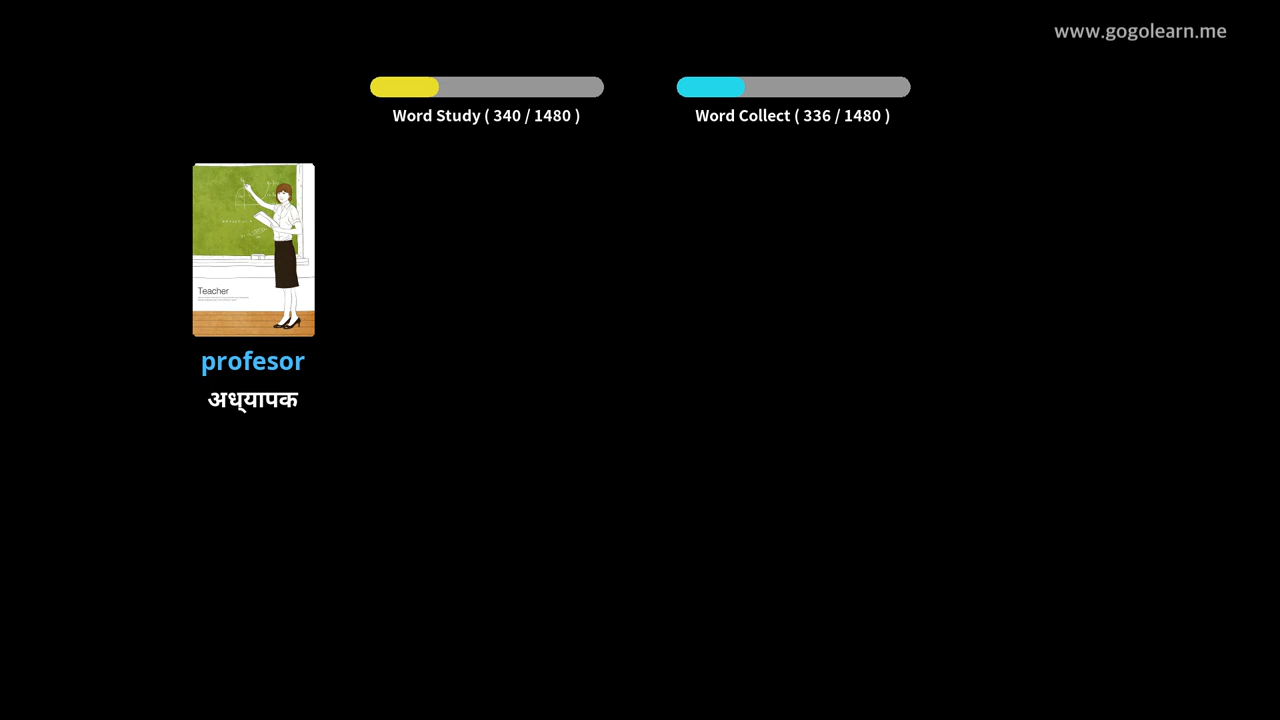 www.gogolearn.me
Word Study ( 340 / 1480 )
Word Collect ( 336 / 1480 )
Teacher
profesor
अध्यापक